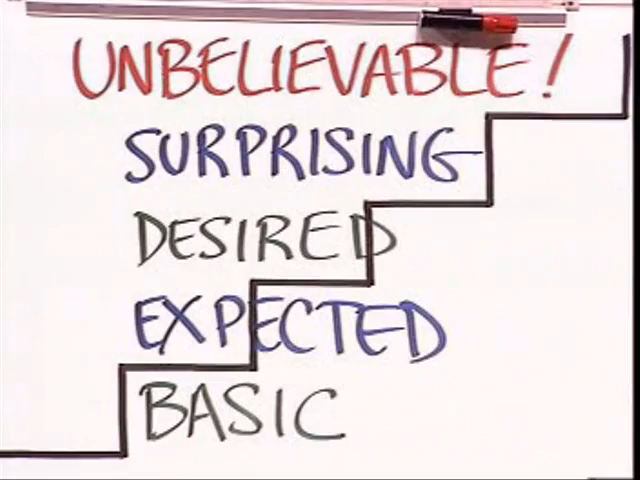 UNBELIEVABLE!
SURPRISING
DESIRED
EXPECTED
BASIC